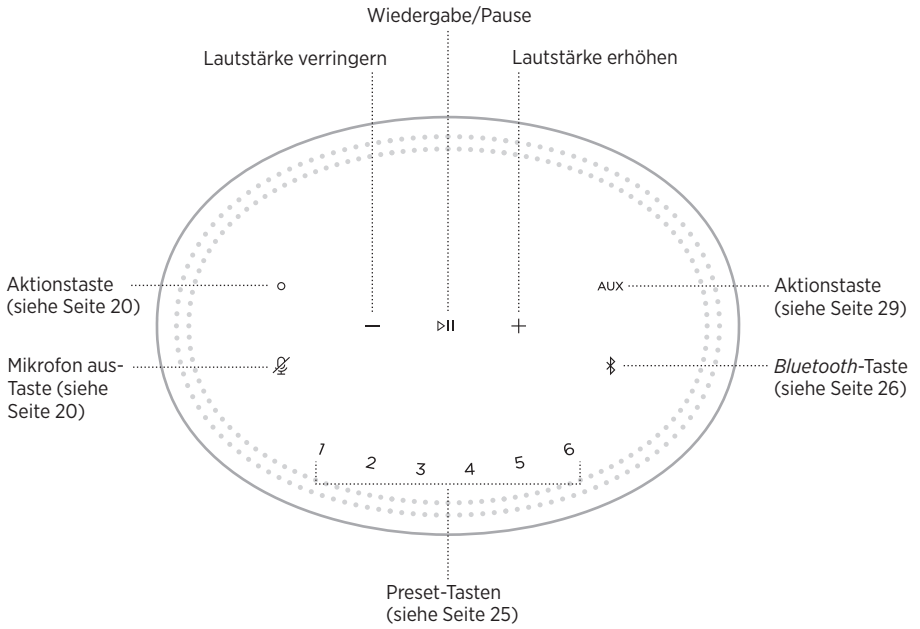 Wiedergabe/Pause
Lautstärke verringern
Lautstärke erhöhen
Aktionstaste
(siehe Seite 20)
AUX
Aktionstaste
(siehe Seite 29)
Mikrofon aus-
Taste (siehe
Seite 20)
Bluetooth-Taste
(siehe Seite 26)
1 2 3 4 5 6
Preset-Tasten
(siehe Seite 25)